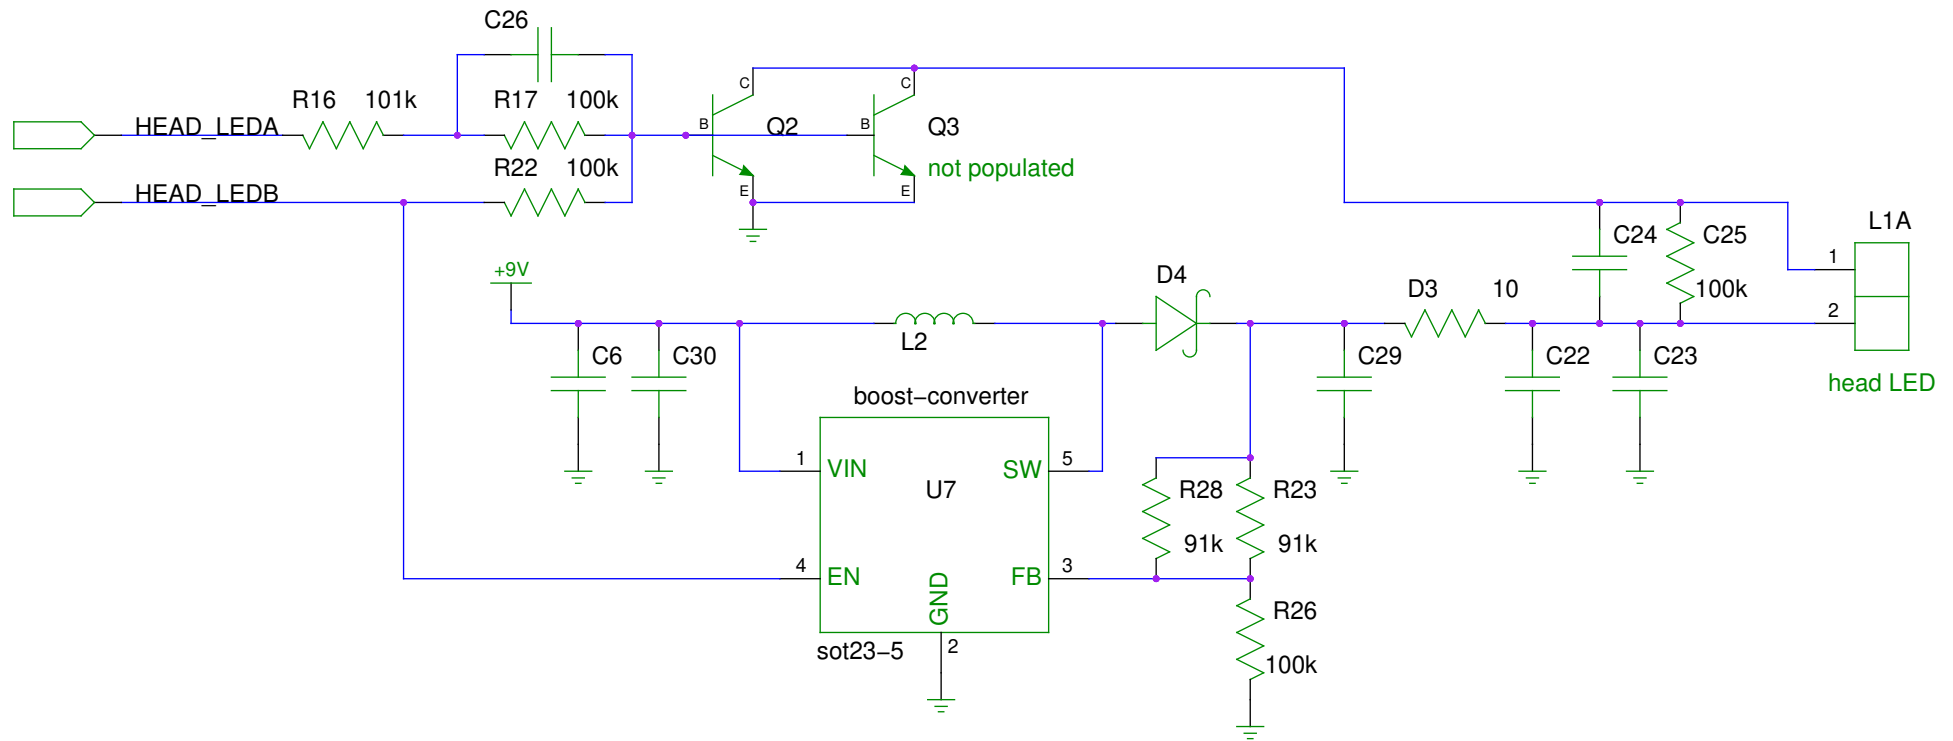 C26
R16 101k
R17 100k
HEAD_LEDA
C
B
Q2
E
C
B
Q3
E
not populated
R22 100k
HEAD_LEDB
+9V
L2
D4
D3 10
C24
C25
100k
L1A
1
2
head LED
C6
C30
C29
C22
C23
boost−converter
1 VIN
SW 5
U7
4 EN
FB 3
GND
2
sot23−5
R28
91k
R23
91k
R26
100k